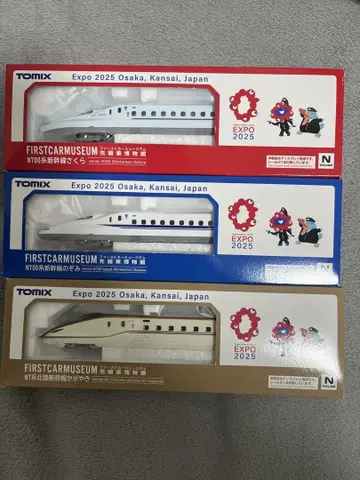 TOMIX
Expo 2025 Osaka, Kansai, Japan
FIRSTCARMUSEUM
ファーストカーミュージアム
先頭車博物館
N700系新幹線さくら
EXPO
2025
N
TOMIX
Expo 2025 Osaka, Kansai, Japan
FIRSTCARMUSEUM
ファーストカーミュージアム
先頭車博物館
N700系新幹線のぞみ
EXPO
2025
N
TOMIX
Expo 2025 Osaka, Kansai, Japan
FIRSTCARMUSEUM
ファーストカーミュージアム
先頭車博物館
W7系北陸新幹線かがやき
EXPO
2025
N